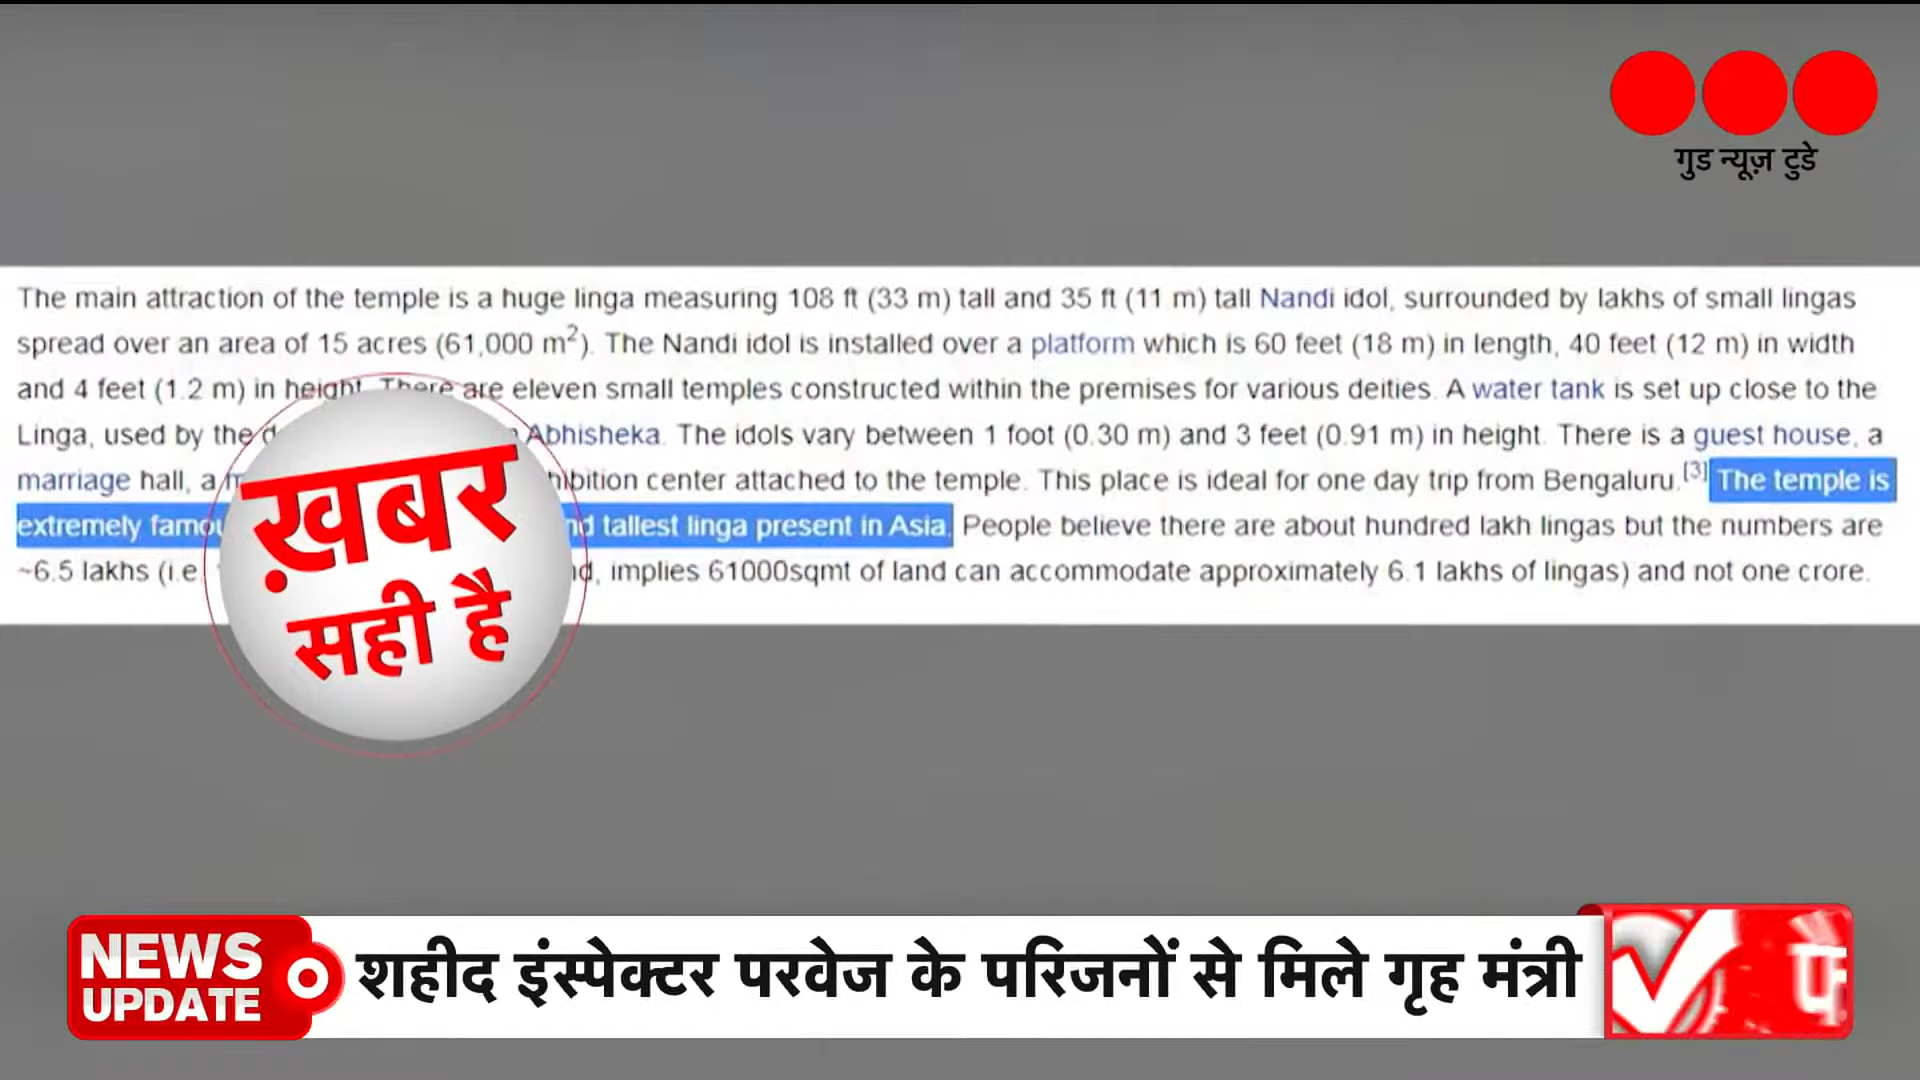 गुड न्यूज़ टुडे
The main attraction of the temple is a huge linga measuring 108 ft (33 m) tall and 35 ft (11 m) tall Nandi idol, surrounded by lakhs of small lingas
spread over an area of 15 acres (61,000 m²). The Nandi idol is installed over a platform which is 60 feet (18 m) in length, 40 feet (12 m) in width
and 4 feet (1.2 m) in height. There are eleven small temples constructed within the premises for various deities. A water tank is set up close to the
Linga, used by the Abhisheka. The idols vary between 1 foot (0.30 m) and 3 feet (0.91 m) in height. There is a guest house, a
marriage hall, a center attached to the temple. This place is ideal for one day trip from Bengaluru.[3] The temple is
extremely tallest linga present in Asia. People believe there are about hundred lakh lingas but the numbers are
~6.5 lakhs (i.e. implies 61000sqmt of land can accommodate approximately 6.1 lakhs of lingas) and not one crore.
ख़बर
सही है
NEWS
UPDATE
शहीद इंस्पेक्टर परवेज के परिजनों से मिले गृह मंत्री